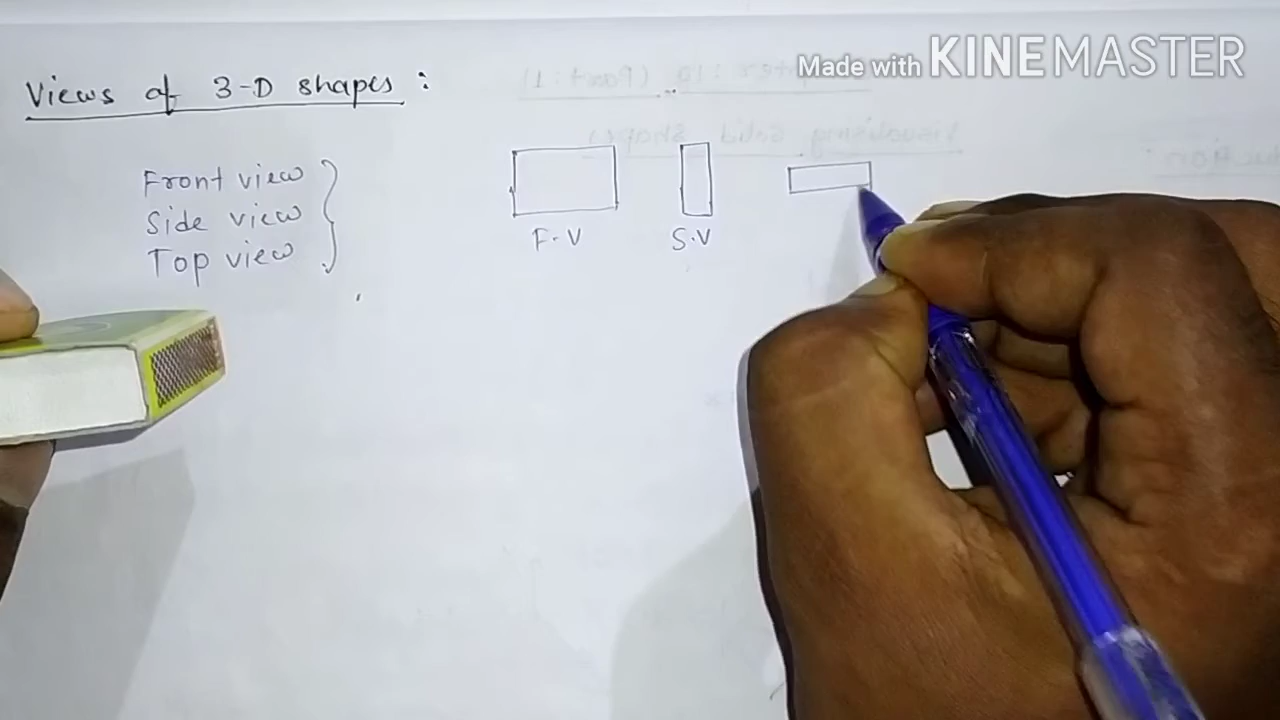 Made with KINEMASTER
Views of 3-D shapes :
Front view
Side view
Top view
F.V
S.V